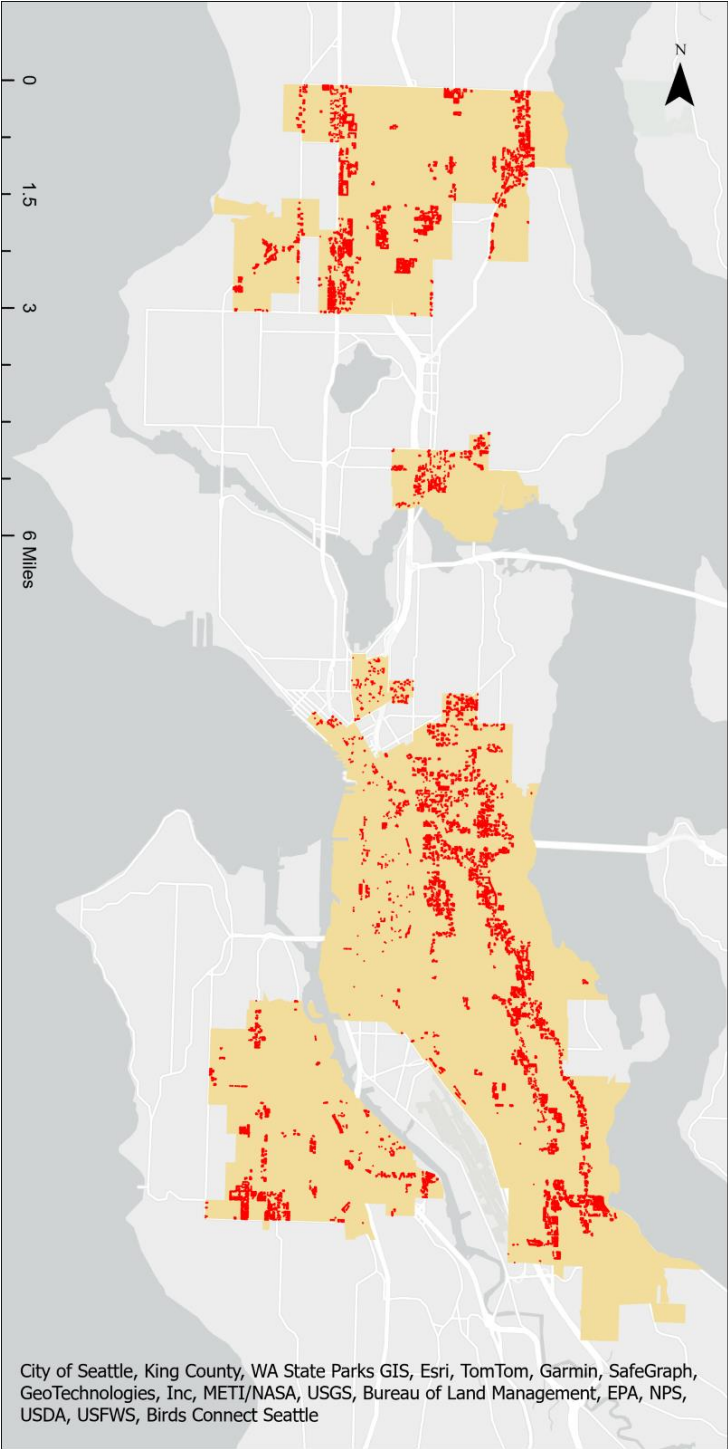 N
0
1.5
3
6 Miles
City of Seattle, King County, WA State Parks GIS, Esri, TomTom, Garmin, SafeGraph,
GeoTechnologies, Inc, METI/NASA, USGS, Bureau of Land Management, EPA, NPS,
USDA, USFWS, Birds Connect Seattle